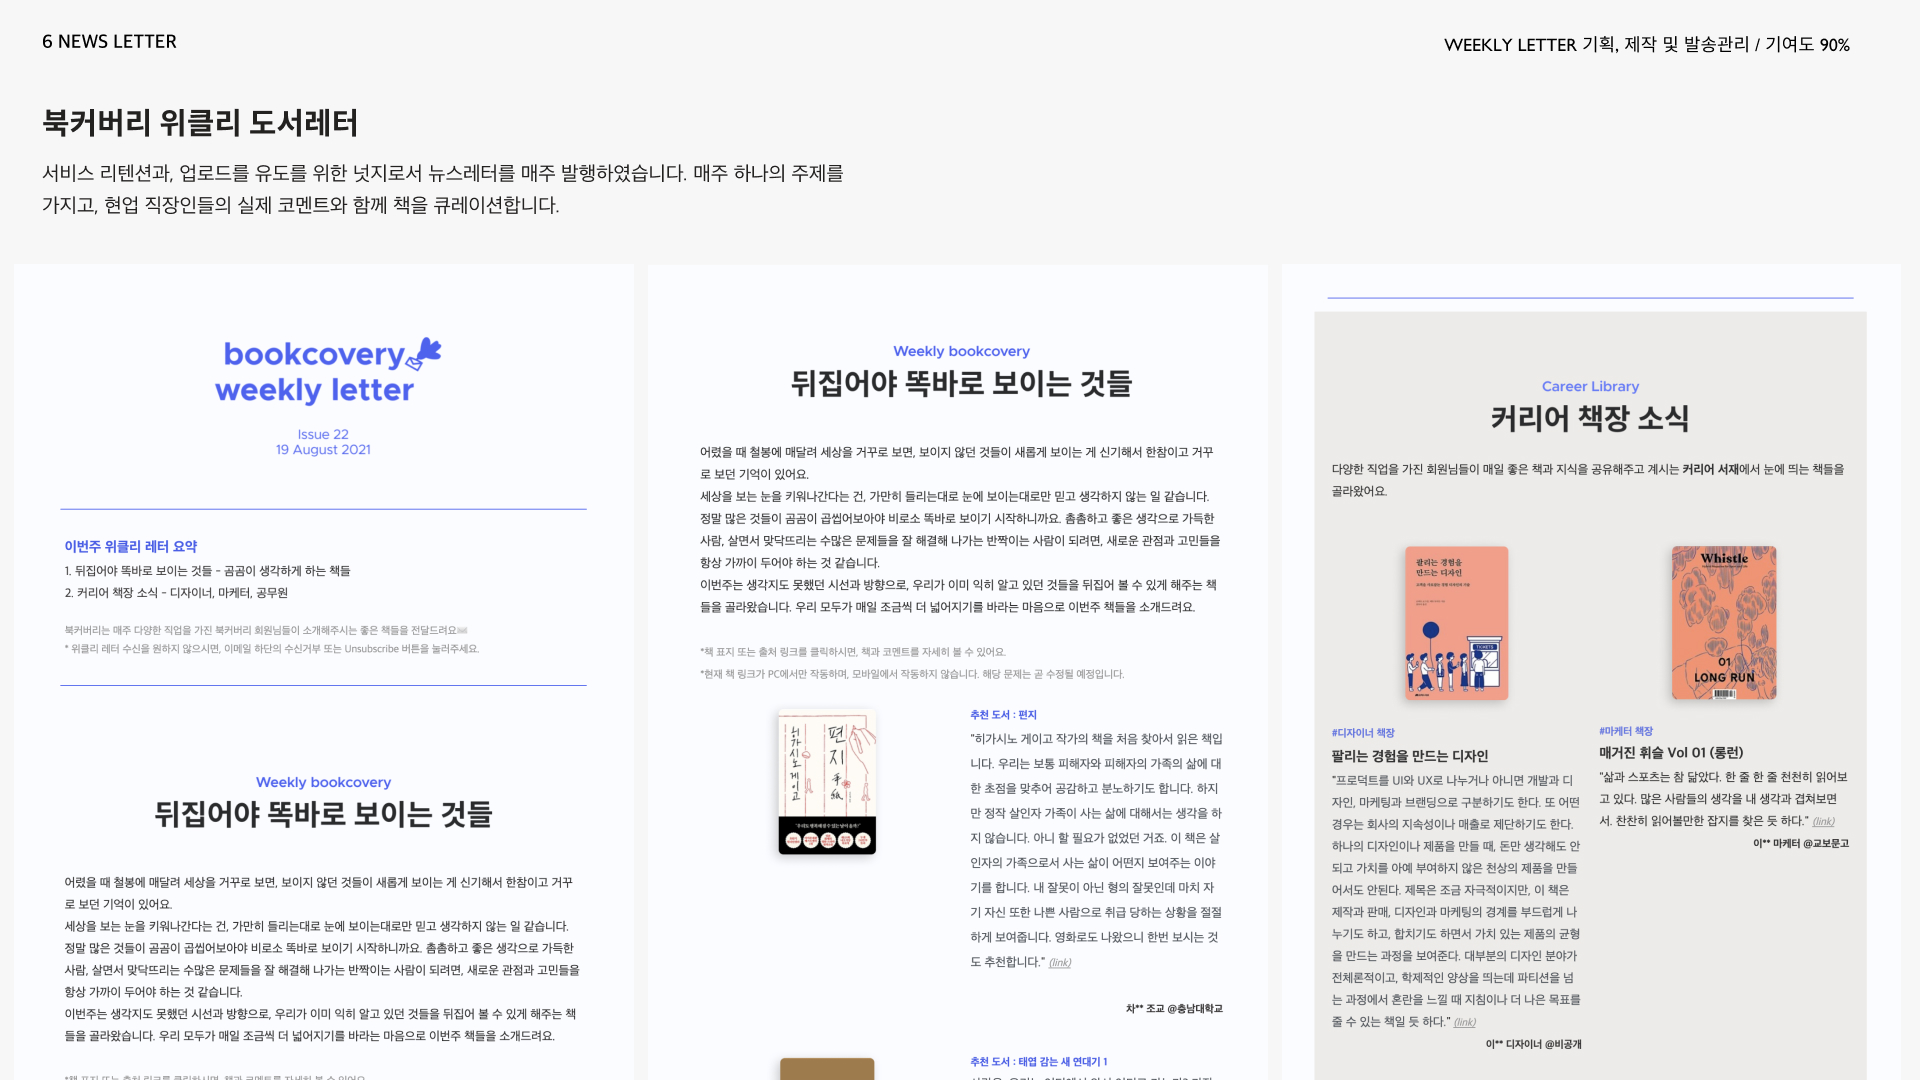 6 NEWS LETTER
WEEKLY LETTER 기획, 제작 및 발송관리 / 기여도 90%
북커버리 위클리 도서레터
서비스 리텐션과, 업로드를 유도를 위한 넛지로서 뉴스레터를 매주 발행하였습니다. 매주 하나의 주제를
가지고, 현업 직장인들의 실제 코멘트와 함께 책을 큐레이션합니다.
bookcovery
weekly letter
Issue 22
19 August 2021
이번주 위클리 레터 요약
1. 뒤집어야 똑바로 보이는 것들 - 곰곰이 생각하게 하는 책들
2. 커리어 책장 소식 - 디자이너, 마케터, 공무원
북커버리는 매주 다양한 직업을 가진 북커버리 회원님들이 소개해주시는 좋은 책들을 전달드려요
* 위클리 레터 수신을 원하지 않으시면, 이메일 하단의 수신거부 또는 Unsubscribe 버튼을 눌러주세요.
Weekly bookcovery
뒤집어야 똑바로 보이는 것들
어렸을 때 철봉에 매달려 세상을 거꾸로 보면, 보이지 않던 것들이 새롭게 보이는 게 신기해서 한참이고 거꾸
로 보던 기억이 있어요.
세상을 보는 눈을 키워나간다는 건, 가만히 들리는대로 눈에 보이는대로만 믿고 생각하지 않는 일 같습니다.
정말 많은 것들이 곰곰이 곱씹어보아야 비로소 똑바로 보이기 시작하니까요. 촘촘하고 좋은 생각으로 가득한
사람, 살면서 맞닥뜨리는 수많은 문제들을 잘 해결해 나가는 반짝이는 사람이 되려면, 새로운 관점과 고민들을
항상 가까이 두어야 하는 것 같습니다.
이번주는 생각지도 못했던 시선과 방향으로, 우리가 이미 익히 알고 있던 것들을 뒤집어 볼 수 있게 해주는 책
들을 골라왔습니다. 우리 모두가 매일 조금씩 더 넓어지기를 바라는 마음으로 이번주 책들을 소개드려요.
*책 표지 또는 출처 링크를 클릭하시면, 책과 코멘트를 자세히 볼 수 있어요.
Weekly bookcovery
뒤집어야 똑바로 보이는 것들
어렸을 때 철봉에 매달려 세상을 거꾸로 보면, 보이지 않던 것들이 새롭게 보이는 게 신기해서 한참이고 거꾸
로 보던 기억이 있어요.
세상을 보는 눈을 키워나간다는 건, 가만히 들리는대로 눈에 보이는대로만 믿고 생각하지 않는 일 같습니다.
정말 많은 것들이 곰곰이 곱씹어보아야 비로소 똑바로 보이기 시작하니까요. 촘촘하고 좋은 생각으로 가득한
사람, 살면서 맞닥뜨리는 수많은 문제들을 잘 해결해 나가는 반짝이는 사람이 되려면, 새로운 관점과 고민들을
항상 가까이 두어야 하는 것 같습니다.
이번주는 생각지도 못했던 시선과 방향으로, 우리가 이미 익히 알고 있던 것들을 뒤집어 볼 수 있게 해주는 책
들을 골라왔습니다. 우리 모두가 매일 조금씩 더 넓어지기를 바라는 마음으로 이번주 책들을 소개드려요.
*책 표지 또는 출처 링크를 클릭하시면, 책과 코멘트를 자세히 볼 수 있어요.
*현재 책 링크가 PC에서만 작동하며, 모바일에서 작동하지 않습니다. 해당 문제는 곧 수정될 예정입니다.
편지
手紙
히가시노 게이고
추천 도서 : 편지
"히가시노 게이고 작가의 책을 처음 찾아서 읽은 책입
니다. 우리는 보통 피해자와 피해자의 가족의 삶에 대
한 초점을 맞추어 공감하고 분노하기도 합니다. 하지
만 정작 살인자 가족이 사는 삶에 대해서는 생각을 하
지 않습니다. 아니 할 필요가 없었던 거죠. 이 책은 살
인자의 가족으로서 사는 삶이 어떤지 보여주는 이야
기를 합니다. 내 잘못이 아닌 형의 잘못인데 마치 자
기 자신 또한 나쁜 사람으로 취급 당하는 상황을 절절
하게 보여줍니다. 영화로도 나왔으니 한번 보시는 것
도 추천합니다." (link)
차** 조교 @충남대학교
추천 도서 : 태엽 감는 새 연대기 1
Career Library
커리어 책장 소식
다양한 직업을 가진 회원님들이 매일 좋은 책과 지식을 공유해주고 계시는 커리어 서재에서 눈에 띄는 책들을
골라왔어요.
팔리는 경험을
만드는 디자인
TICKETS
#디자이너 책장
팔리는 경험을 만드는 디자인
"프로덕트를 UI와 UX로 나누거나 아니면 개발과 디
자인, 마케팅과 브랜딩으로 구분하기도 한다. 또 어떤
경우는 회사의 지속성이나 매출로 제단하기도 한다.
하나의 디자인이나 제품을 만들 때, 돈만 생각해도 안
되고 가치를 아예 부여하지 않은 천상의 제품을 만들
어서도 안된다. 제목은 조금 자극적이지만, 이 책은
제작과 판매, 디자인과 마케팅의 경계를 부드럽게 나
누기도 하고, 합치기도 하면서 가치 있는 제품의 균형
을 만드는 과정을 보여준다. 대부분의 디자인 분야가
전체론적이고, 학제적인 양상을 띄는데 파티션을 넘
는 과정에서 혼란을 느낄 때 지침이나 더 나은 목표를
줄 수 있는 책일 듯 하다." (link)
이** 디자이너 @비공개
Whistle
01
LONG RUN
#마케터 책장
매거진 휘슬 Vol 01 (롱런)
"삶과 스포츠는 참 닮았다. 한 줄 한 줄 천천히 읽어보
고 있다. 많은 사람들의 생각을 내 생각과 겹쳐보면
서. 찬찬히 읽어볼만한 잡지를 찾은 듯 하다." (link)
이** 마케터 @교보문고